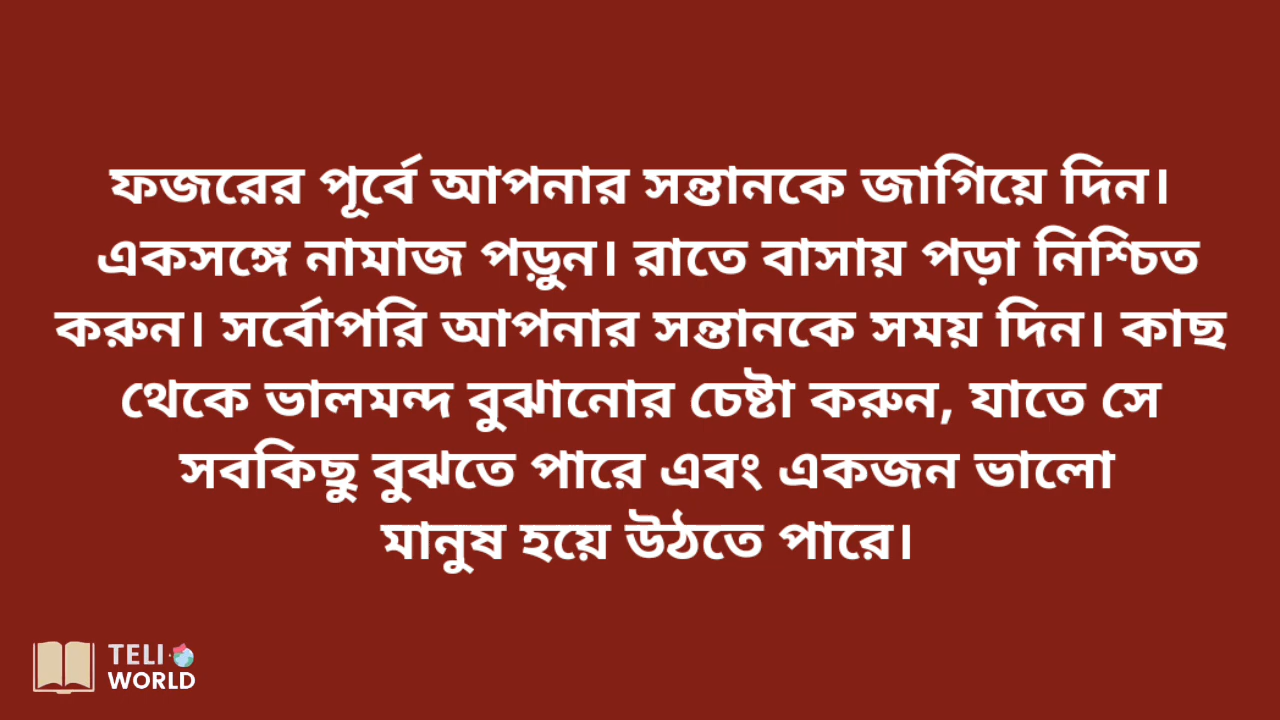 ফজরের পূর্বে আপনার সন্তানকে জাগিয়ে দিন।
একসঙ্গে নামাজ পড়ুন। রাতে বাসায় পড়া নিশ্চিত
করুন। সর্বোপরি আপনার সন্তানকে সময় দিন। কাছ
থেকে ভালমন্দ বুঝানোর চেষ্টা করুন, যাতে সে
সবকিছু বুঝতে পারে এবং একজন ভালো
মানুষ হয়ে উঠতে পারে।
TELI
WORLD